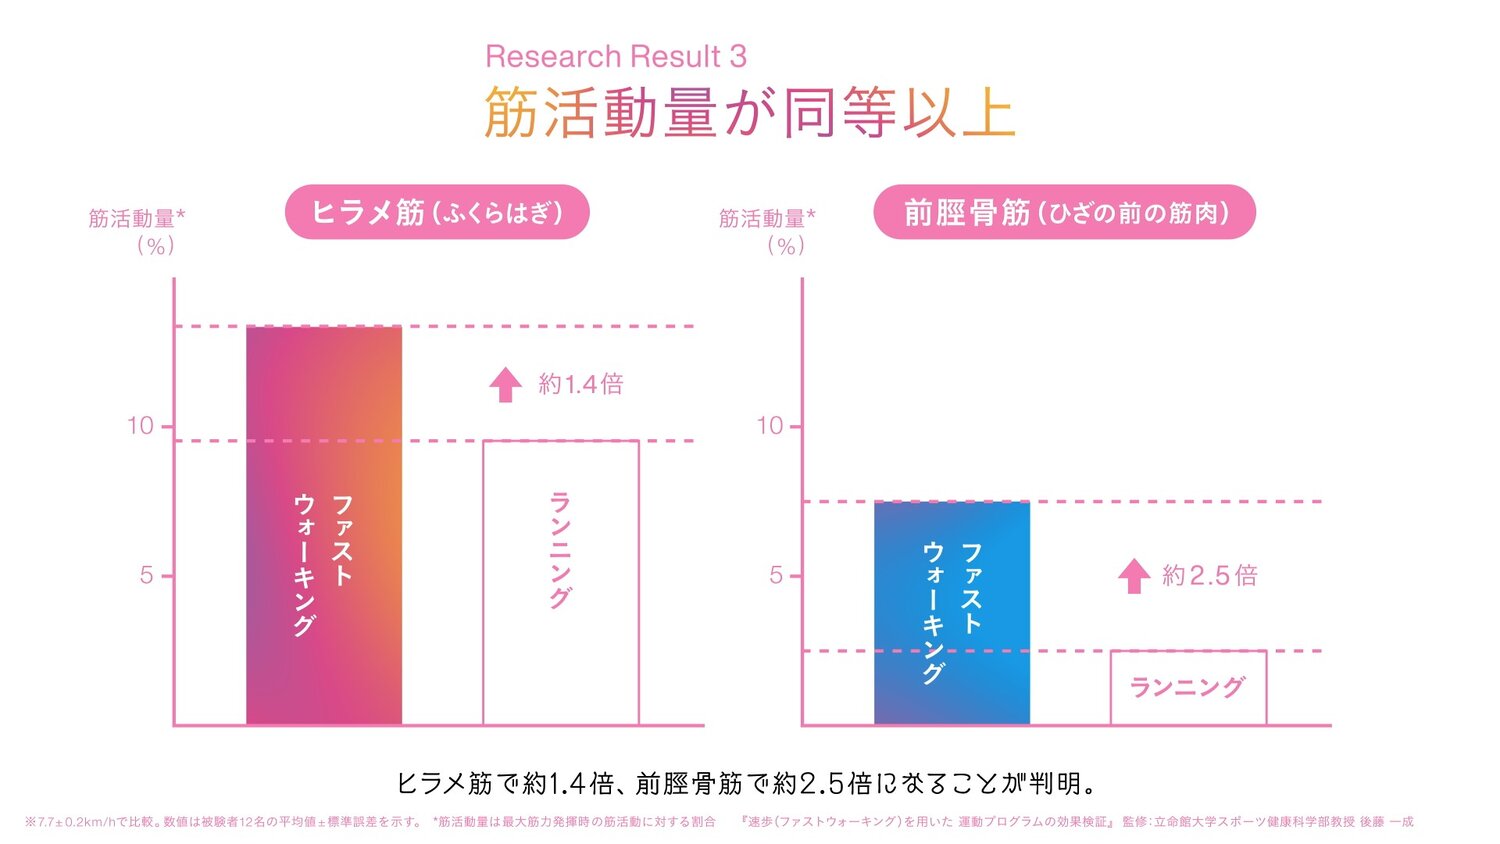 Research Result 3
筋活動量が同等以上
ヒラメ筋（ふくらはぎ）
筋活動量*
（%）
10
5
ファスト
ウォーキング
ランニング
約1.4倍
前脛骨筋（ひざの前の筋肉）
筋活動量*
（%）
10
5
ファスト
ウォーキング
ランニング
約2.5倍
ヒラメ筋で約1.4倍、前脛骨筋で約2.5倍になることが判明。
※7.7±0.2km/hで比較。数値は被験者12名の平均値±標準誤差を示す。 *筋活動量は最大筋力発揮時の筋活動に対する割合 『速歩（ファストウォーキング）を用いた 運動プログラムの効果検証』 監修：立命館大学スポーツ健康科学部教授 後藤 一成